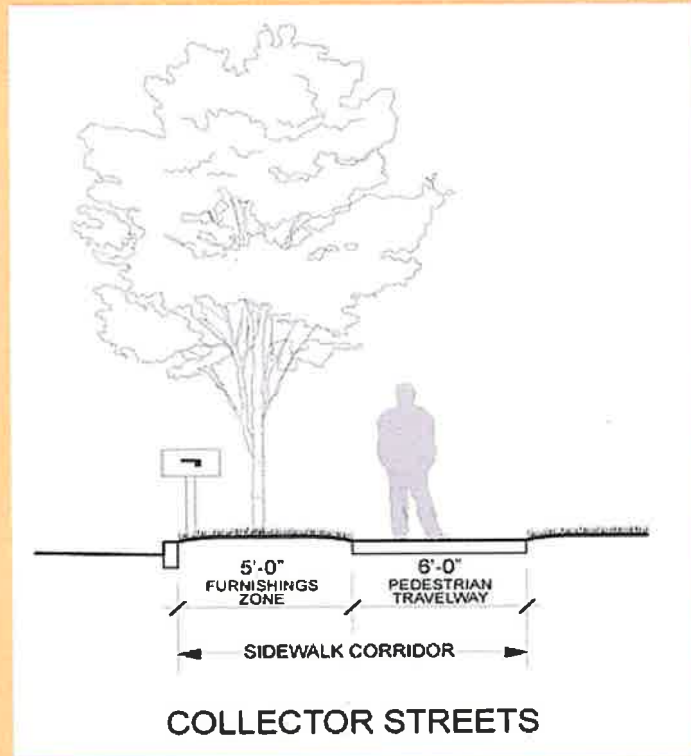 5'-0"
FURNISHINGS
ZONE
6'-0"
PEDESTRIAN
TRAVELWAY
SIDEWALK CORRIDOR
COLLECTOR STREETS